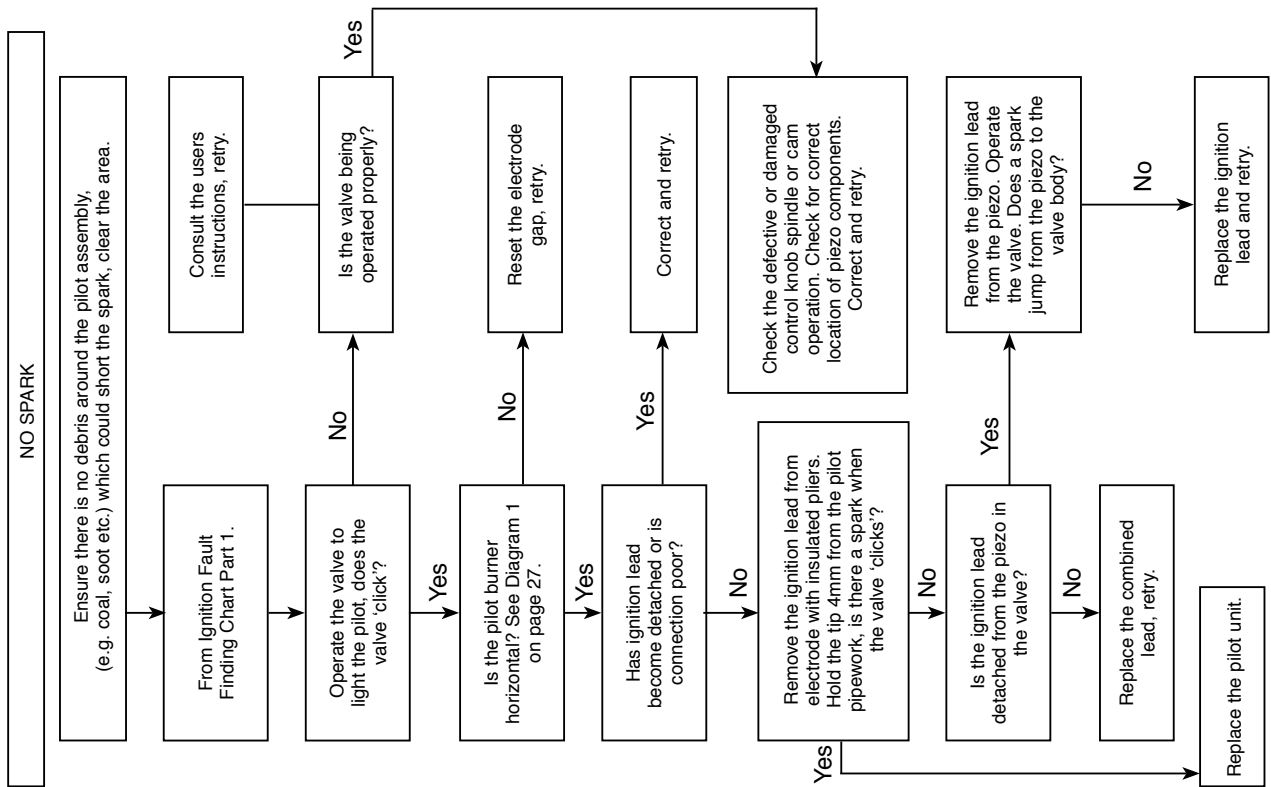 NO SPARK
Ensure there is no debris around the pilot assembly,
(e.g. coal, soot etc.) which could short the spark, clear the area.
From Ignition Fault
Finding Chart Part 1.
Consult the users
instructions, retry.
Operate the valve to
light the pilot, does the
valve ‘click’?
No
Is the valve being
operated properly?
Yes
Yes
Is the pilot burner
horizontal? See Diagram 1
on page 27.
No
Reset the electrode
gap, retry.
Yes
Has ignition lead
become detached or is
connection poor?
Yes
Correct and retry.
No
Remove the ignition lead from
electrode with insulated pliers.
Hold the tip 4mm from the pilot
pipework, is there a spark when
the valve ‘clicks’?
Check the defective or damaged
control knob spindle or cam
operation. Check for correct
location of piezo components.
Correct and retry.
Yes
No
Is the ignition lead
detached from the piezo in
the valve?
Yes
Remove the ignition lead
from the piezo. Operate
the valve. Does a spark
jump from the piezo to the
valve body?
No
No
Replace the combined
lead, retry.
Replace the pilot unit.
Replace the ignition
lead and retry.